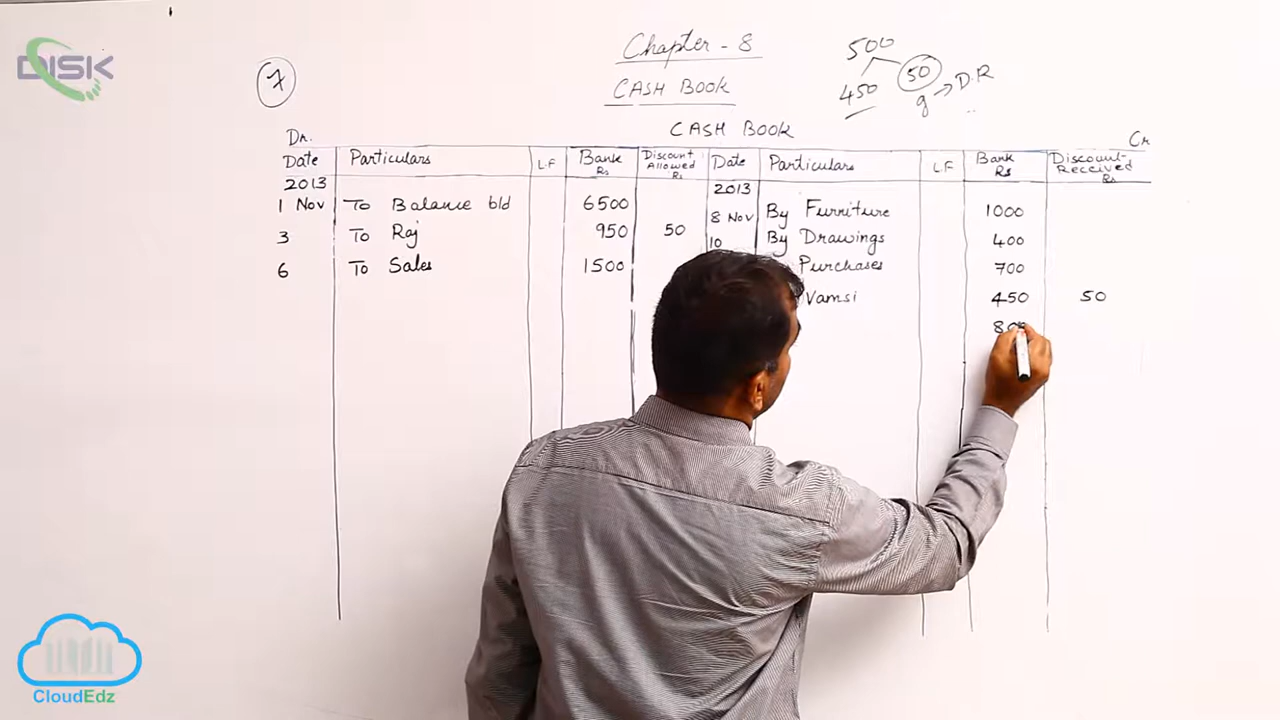 DISK
7
Chapter - 8
CASH BOOK
500
450 50
g → D.R
CASH BOOK
Dr. Cr
Date Particulars L.F Bank Rs Discount Allowed Rs Date Particulars LF Bank Rs Discount Received Rs
2013 2013
1 Nov To Balance b/d 6500 8 Nov By Furniture 1000
3 To Raj 950 50 10 By Drawings 400
6 To Sales 1500 Purchases 700
Vamsi 450 50
CloudEdz